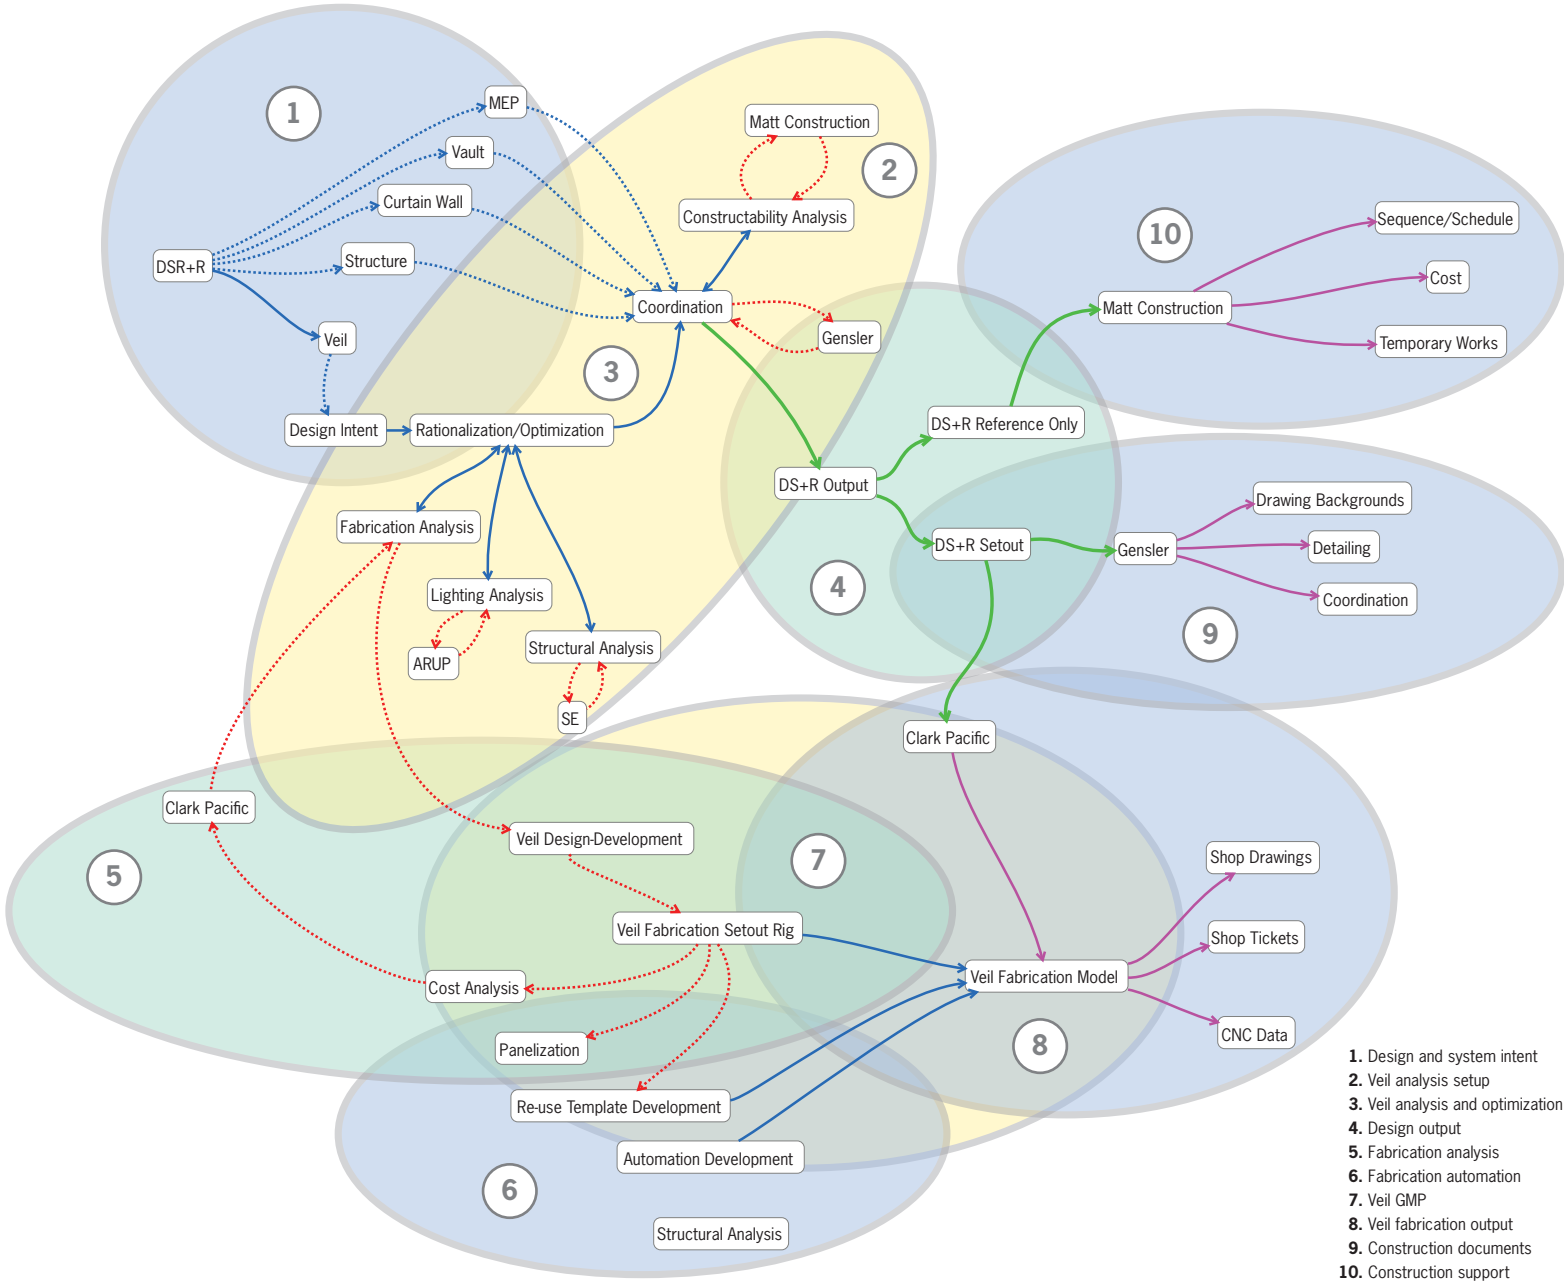 1
MEP
Vault
Curtain Wall
DSR+R
Structure
Veil
Design Intent
Matt Construction
2
Constructability Analysis
Coordination
Gensler
3
Rationalization/Optimization
Fabrication Analysis
Lighting Analysis
ARUP
Structural Analysis
SE
10
Sequence/Schedule
Cost
Matt Construction
Temporary Works
DS+R Reference Only
DS+R Output
DS+R Setout
4
Gensler
Drawing Backgrounds
Detailing
Coordination
9
Clark Pacific
Clark Pacific
5
Veil Design-Development
7
Veil Fabrication Setout Rig
Cost Analysis
Panelization
Re-use Template Development
Automation Development
6
Structural Analysis
Veil Fabrication Model
8
Shop Drawings
Shop Tickets
CNC Data
1. Design and system intent
2. Veil analysis setup
3. Veil analysis and optimization
4. Design output
5. Fabrication analysis
6. Fabrication automation
7. Veil GMP
8. Veil fabrication output
9. Construction documents
10. Construction support